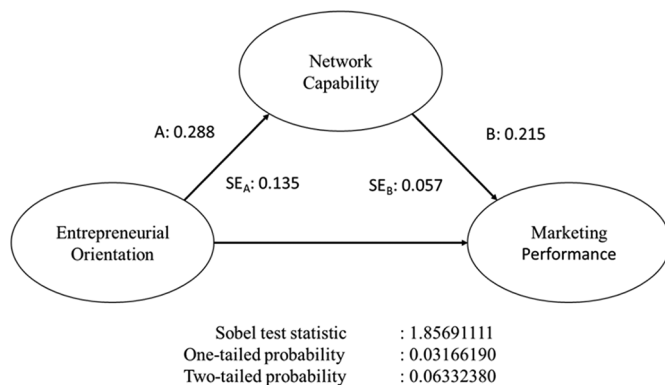 Network
Capability
A: 0.288
B: 0.215
SEA: 0.135
SEB: 0.057
Entrepreneurial
Orientation
Marketing
Performance
Sobel test statistic : 1.85691111
One-tailed probability : 0.03166190
Two-tailed probability : 0.06332380